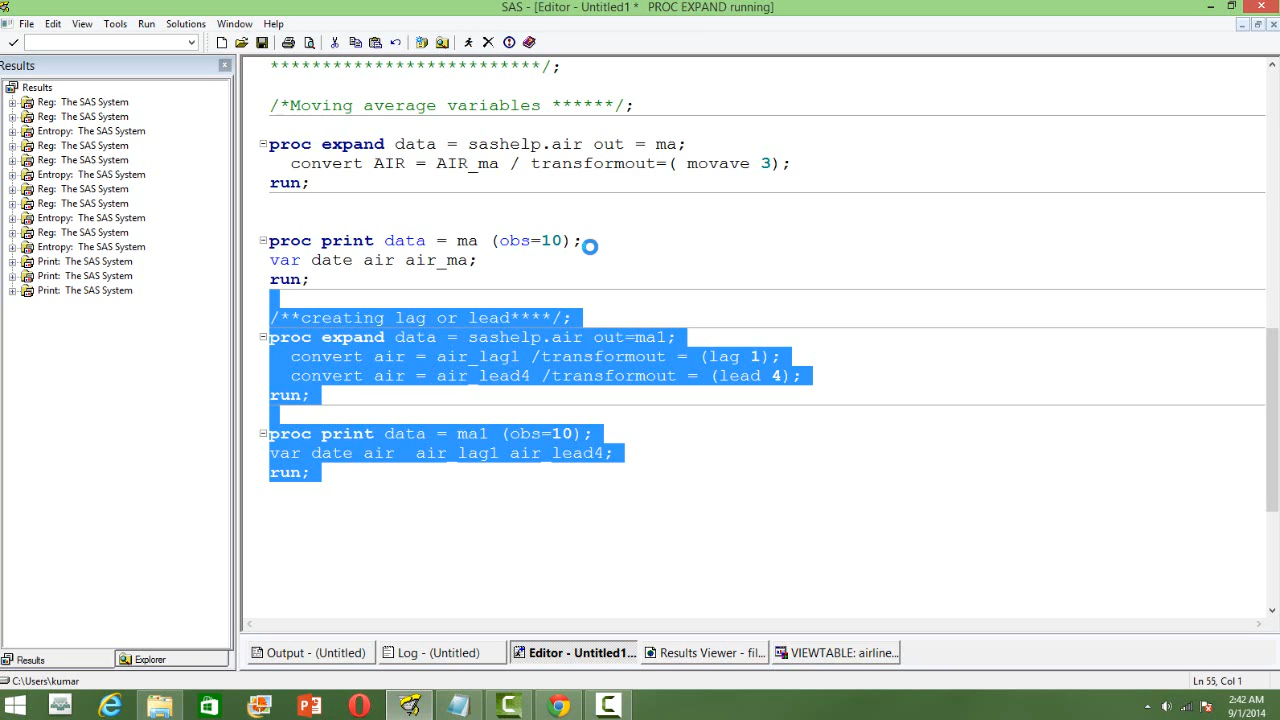 SAS - [Editor - Untitled1 *   PROC EXPAND running]
File Edit View Tools Run Solutions Window Help
Results
Results
Reg:  The SAS System
Reg:  The SAS System
Entropy:  The SAS System
Reg:  The SAS System
Reg:  The SAS System
Entropy:  The SAS System
Reg:  The SAS System
Reg:  The SAS System
Entropy:  The SAS System
Reg:  The SAS System
Reg:  The SAS System
Print:  The SAS System
Print:  The SAS System
Print:  The SAS System
**************************/;
/*Moving average variables ******/;
proc expand data = sashelp.air out = ma;
convert AIR = AIR_ma / transformout=( movave 3);
run;
proc print data = ma (obs=10);
var date air air_ma;
run;
/**creating lag or lead****/;
proc expand data = sashelp.air out=ma1;
convert air = air_lag1 /transformout = (lag 1);
convert air = air_lead4 /transformout = (lead 4);
run;
proc print data = ma1 (obs=10);
var date air  air_lag1 air_lead4;
run;
Results Explorer
Output - (Untitled) Log - (Untitled) Editor - Untitled1... Results Viewer - fil... VIEWTABLE: airline...
C:\Users\kumar
Ln 55, Col 1
2:42 AM
9/1/2014